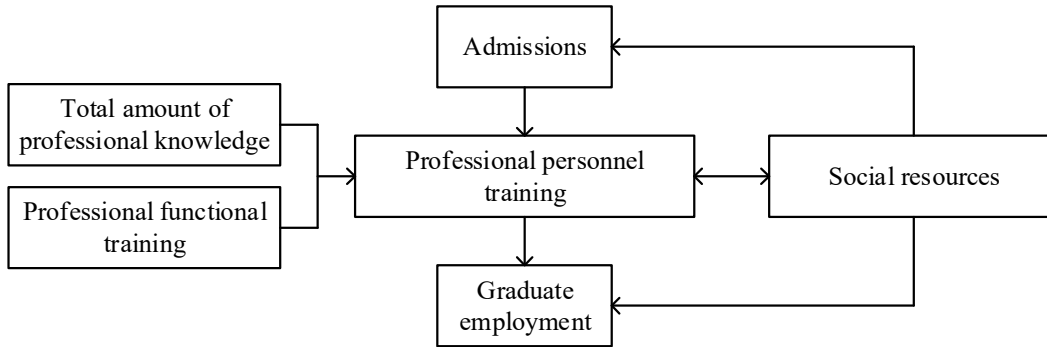 Admissions
Total amount of
professional knowledge
Professional personnel
training
Social resources
Professional functional
training
Graduate
employment